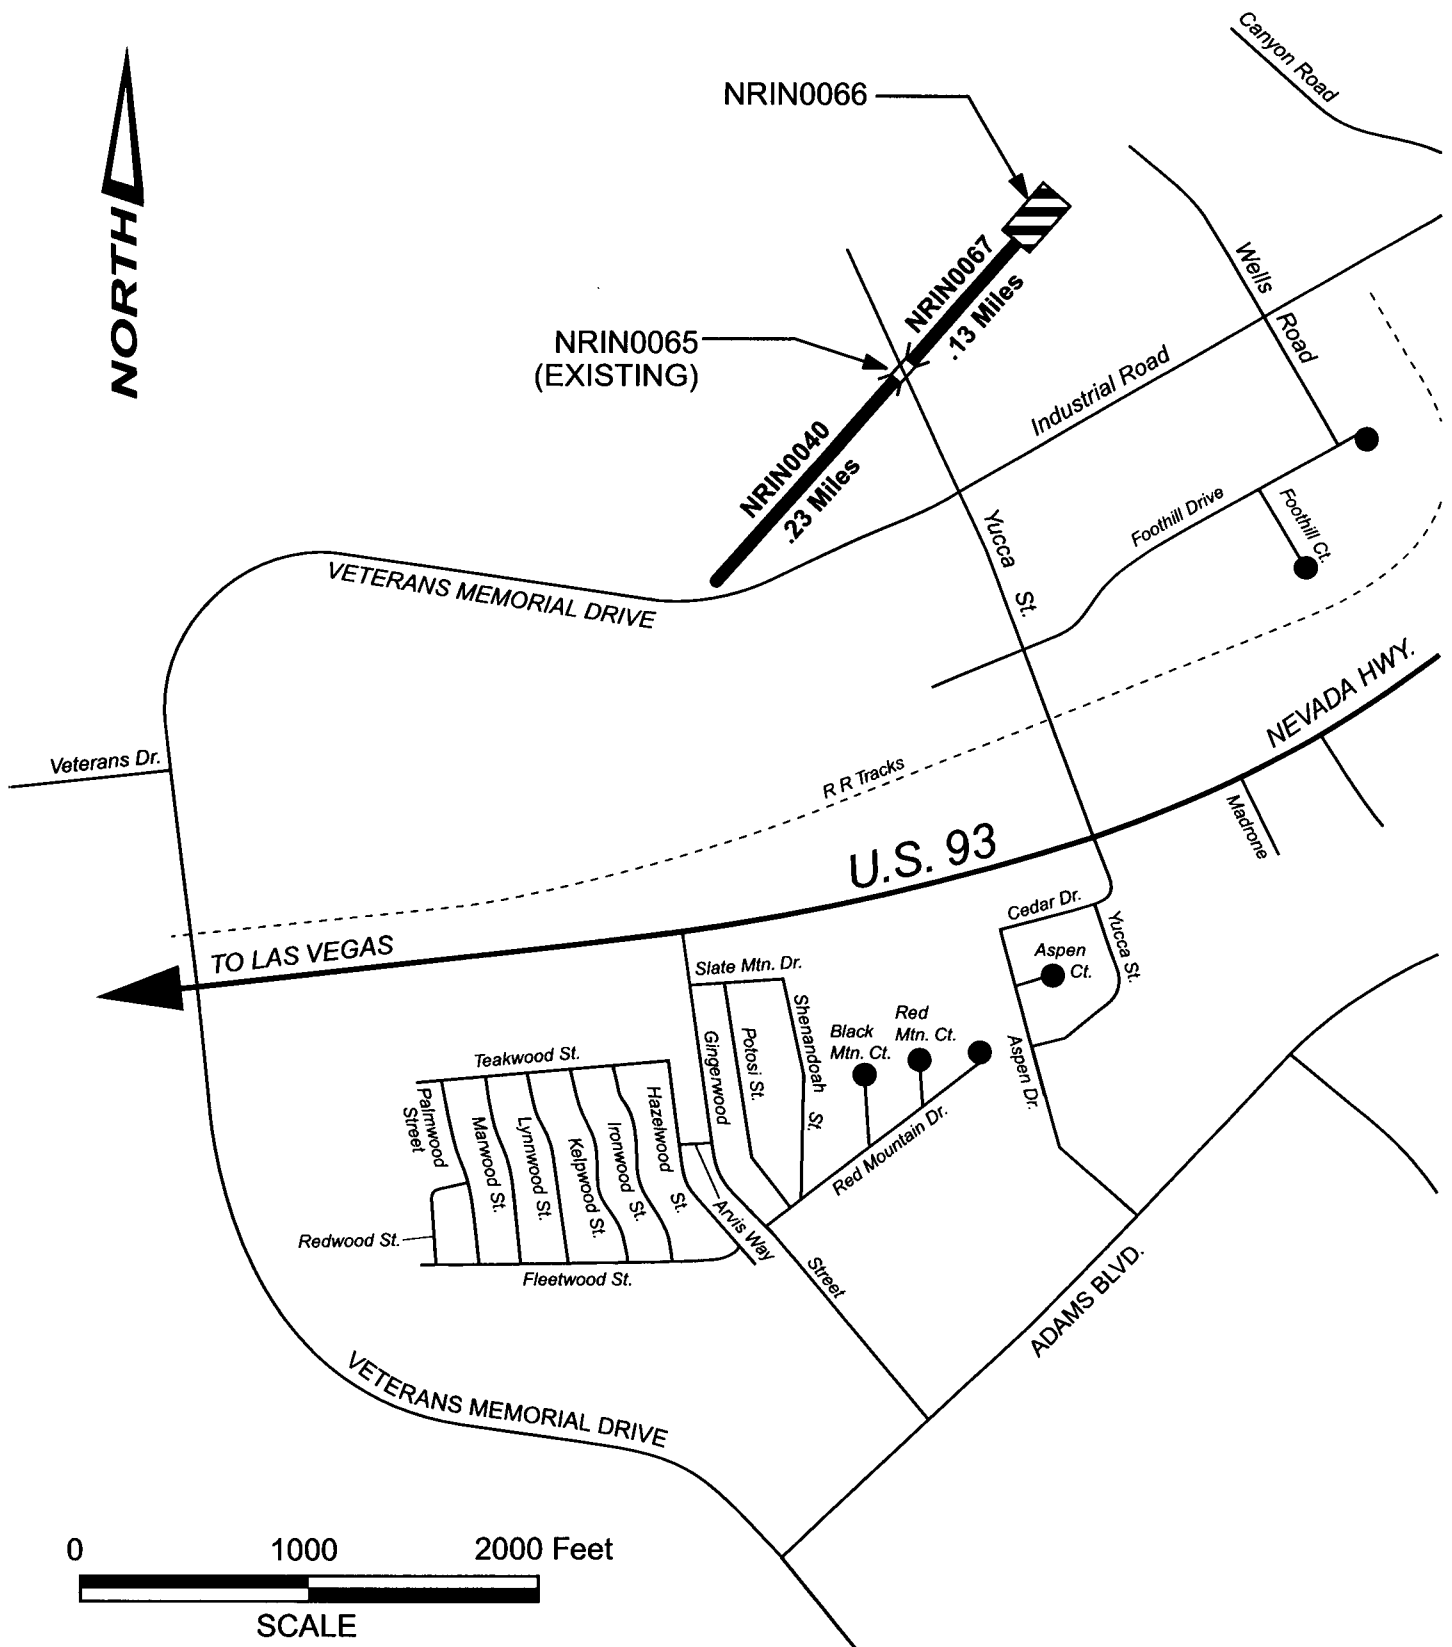 Canyon Road
NRIN0066
NORTH
NRIN0067
.13 Miles
Wells
Road
NRIN0065
(EXISTING)
Industrial Road
NRIN0040
.23 Miles
Yucca
St.
Foothill Drive
Foothill Ct.
VETERANS MEMORIAL DRIVE
NEVADA HWY.
Veterans Dr.
R R Tracks
Madrone
U.S. 93
TO LAS VEGAS
Cedar Dr.
Yucca St.
Aspen
Ct.
Slate Mtn. Dr.
Shenandoah
St.
Gingerwood
Potosi St.
Black
Mtn. Ct.
Red
Mtn. Ct.
Aspen Dr.
Teakwood St.
Palmwood
Street
Marwood St.
Lynnwood St.
Kelpwood St.
Ironwood St.
Hazelwood St.
Red Mountain Dr.
Arvis Way
Redwood St.
Street
Fleetwood St.
ADAMS BLVD.
VETERANS MEMORIAL DRIVE
0 1000 2000 Feet
SCALE